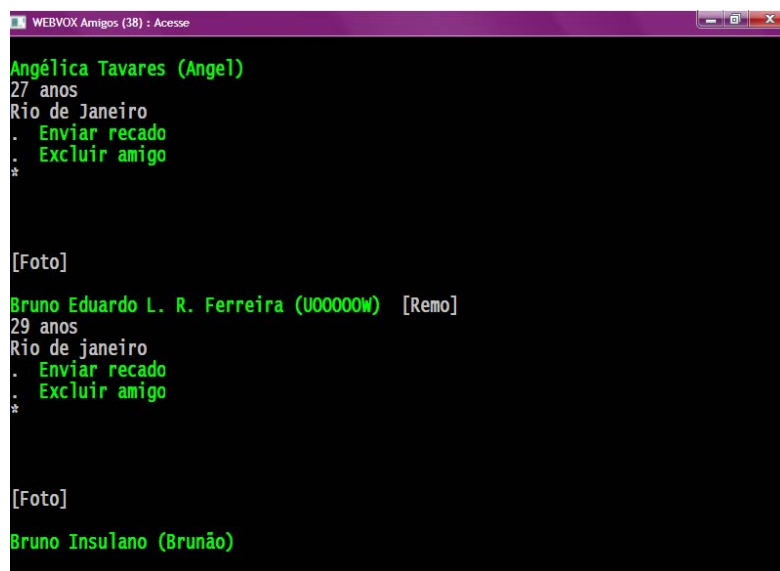 WEBVOX Amigos (38) : Acesse
Angélica Tavares (Angel)
27 anos
Rio de Janeiro
. Enviar recado
. Excluir amigo
*
[Foto]
Bruno Eduardo L. R. Ferreira (UOOOOOW) [Remo]
29 anos
Rio de janeiro
. Enviar recado
. Excluir amigo
*
[Foto]
Bruno Insulano (Brunão)